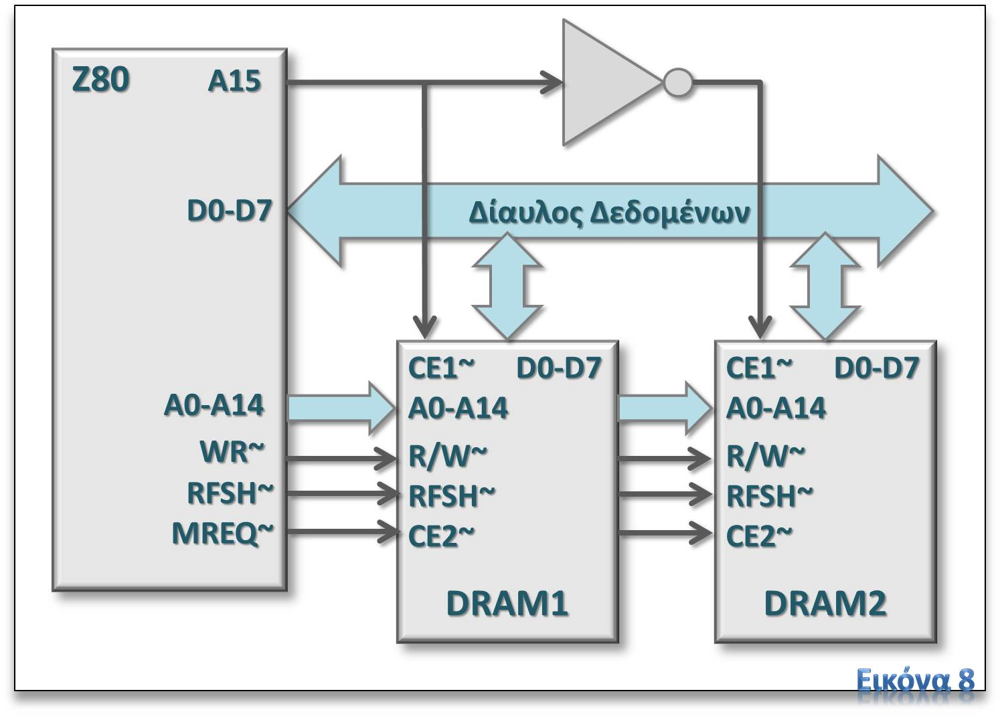 Z80
A15
D0-D7
Δίαυλος Δεδομένων
A0-A14
WR~
RFSH~
MREQ~
CE1~ D0-D7
A0-A14
R/W~
RFSH~
CE2~
DRAM1
CE1~ D0-D7
A0-A14
R/W~
RFSH~
CE2~
DRAM2
Εικόνα 8